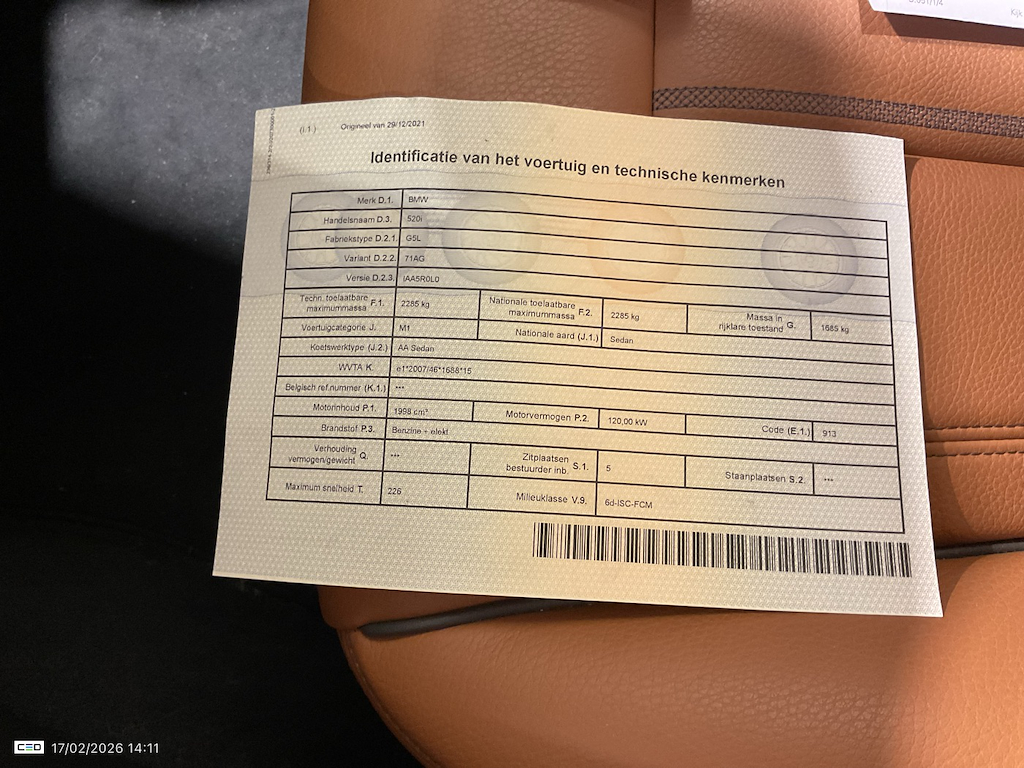 (i.1)
Origineel van 29/12/2021
Identificatie van het voertuig en technische kenmerken
Merk D.1. BMW
Handelsnaam D.3. 520i
Fabriekstype D.2.1. G5L
Variant D.2.2. 71AG
Versie D.2.3. IAA5R0L0
Techn. toelaatbare maximummassa F.1. 2285 kg Nationale toelaatbare maximummassa F.2. 2285 kg Massa in rijklare toestand G. 1685 kg
Voertuigcategorie J. M1 Nationale aard (J.1.) Sedan
Koetswerktype (J.2.) AA Sedan
WVTA K. e1*2007/46*1688*15
Belgisch ref.nummer (K.1.) ***
Motorinhoud P.1. 1998 cm³ Motorvermogen P.2. 120,00 kW Code (E.1.) 913
Brandstof P.3. Benzine + elekt
Verhouding vermogen/gewicht Q. *** Zitplaatsen bestuurder inb. S.1. 5 Staanplaatsen S.2. ***
Maximum snelheid T. 226 Milieuklasse V.9. 6d-ISC-FCM
CEO 17/02/2026 14:11